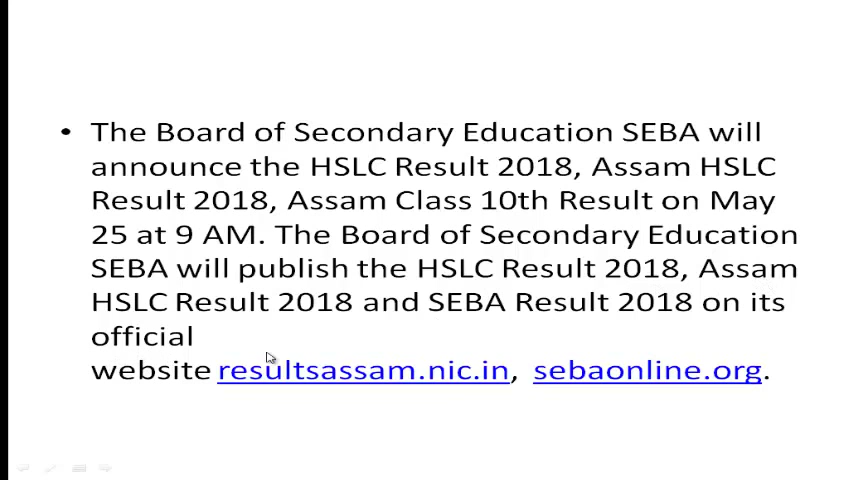 • The Board of Secondary Education SEBA will
announce the HSLC Result 2018, Assam HSLC
Result 2018, Assam Class 10th Result on May
25 at 9 AM. The Board of Secondary Education
SEBA will publish the HSLC Result 2018, Assam
HSLC Result 2018 and SEBA Result 2018 on its
official
website resultsassam.nic.in, sebaonline.org.